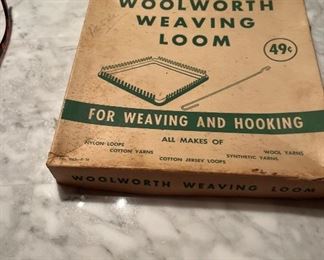 WOOLWORTH
WEAVING
LOOM
49¢
FOR WEAVING AND HOOKING
ALL MAKES OF
NYLON LOOPS
WOOL YARNS
COTTON YARNS
SYNTHETIC YARNS
COTTON JERSEY LOOPS
WOOLWORTH WEAVING LOOM